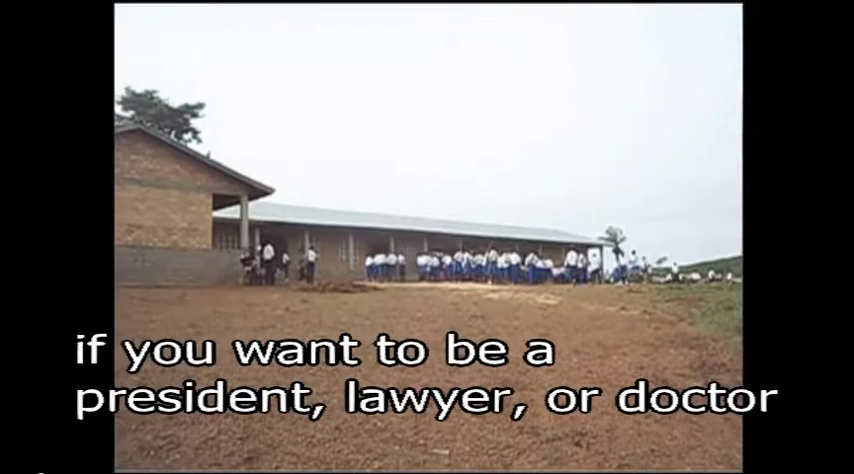 if you want to be a
president, lawyer, or doctor